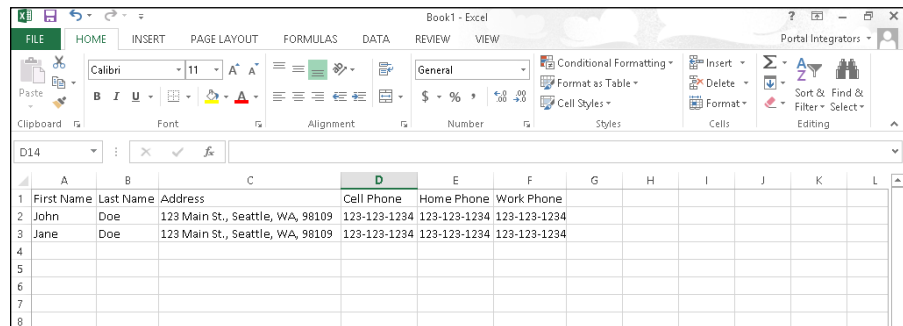 Book1 - Excel
?
FILE HOME INSERT PAGE LAYOUT FORMULAS DATA REVIEW VIEW Portal Integrators
Calibri 11 A A General Conditional Formatting Insert Σ A Z
Paste Format as Table Delete
B I U A $ % , .0 .00 .00 .0 Cell Styles Format Sort & Filter Find & Select
Clipboard Font Alignment Number Styles Cells Editing
D14 fx
A B C D E F G H I J K L
1 First Name Last Name Address Cell Phone Home Phone Work Phone
2 John Doe 123 Main St., Seattle, WA, 98109 123-123-1234 123-123-1234 123-123-1234
3 Jane Doe 123 Main St., Seattle, WA, 98109 123-123-1234 123-123-1234 123-123-1234
4
5
6
7
8